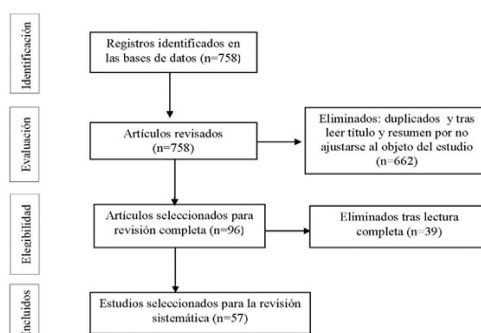 Identificación
Registros identificados en
las bases de datos (n=758)
Evaluación
Artículos revisados
(n=758)
Eliminados: duplicados y tras
leer título y resumen por no
ajustarse al objeto del estudio
(n=662)
Elegibilidad
Artículos seleccionados para
revisión completa (n=96)
Eliminados tras lectura
completa (n=39)
Incluidos
Estudios seleccionados para la revisión
sistemática (n=57)